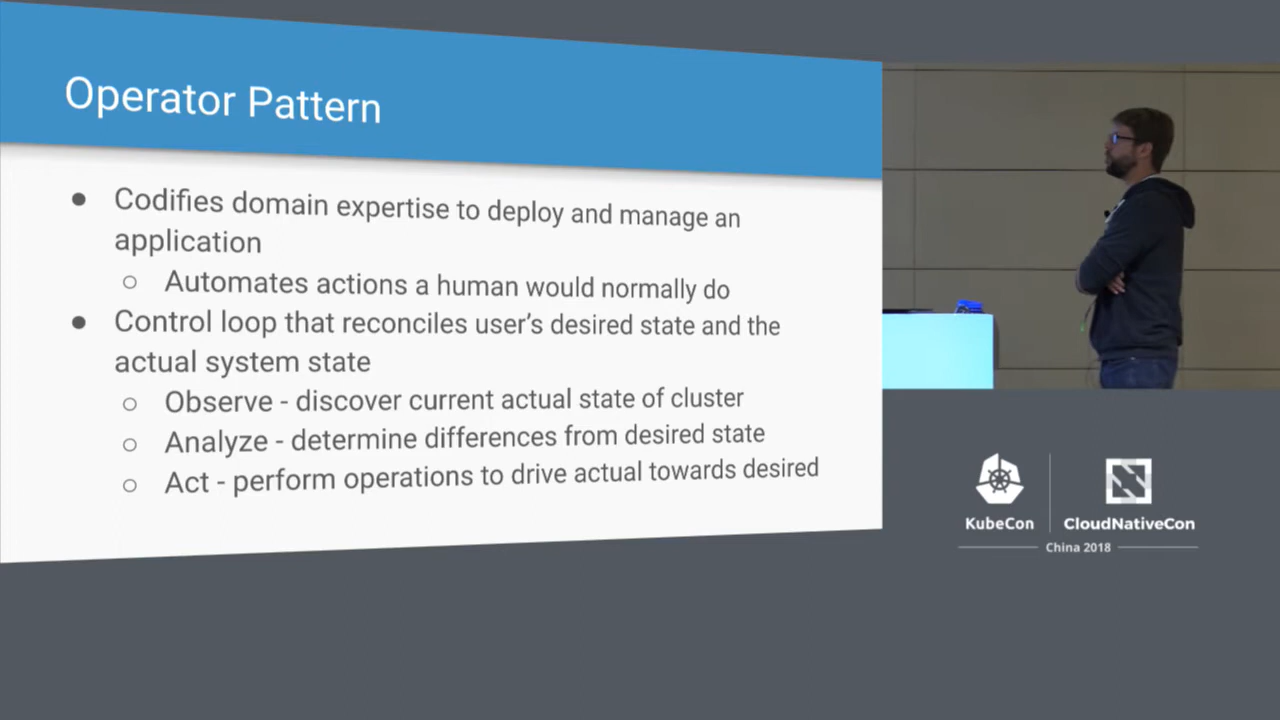 Operator Pattern
● Codifies domain expertise to deploy and manage an
application
○ Automates actions a human would normally do
● Control loop that reconciles user’s desired state and the
actual system state
○ Observe - discover current actual state of cluster
○ Analyze - determine differences from desired state
○ Act - perform operations to drive actual towards desired
KubeCon
CloudNativeCon
China 2018